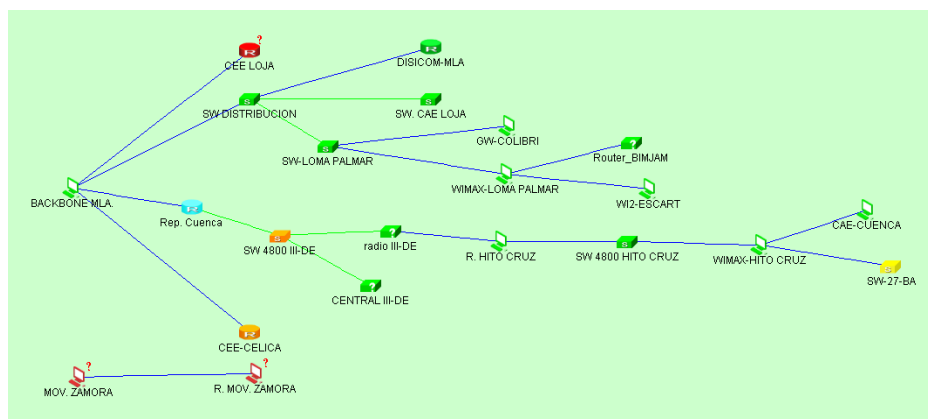 ?
CEE LOJA
DISICOM-MLA
SW DISTRIBUCION
SW. CAE LOJA
SW-LOMA PALMAR
GW-COLIBRI
Router_BIMJAM
WIMAX-LOMA PALMAR
WI2-ESCART
BACKBONE MLA.
Rep. Cuenca
SW 4800 III-DE
radio III-DE
R. HITO CRUZ
SW 4800 HITO CRUZ
WIMAX-HITO CRUZ
CAE-CUENCA
SW-27-BA
CENTRAL III-DE
CEE-CELICA
?
MOV. ZAMORA
?
R. MOV. ZAMORA